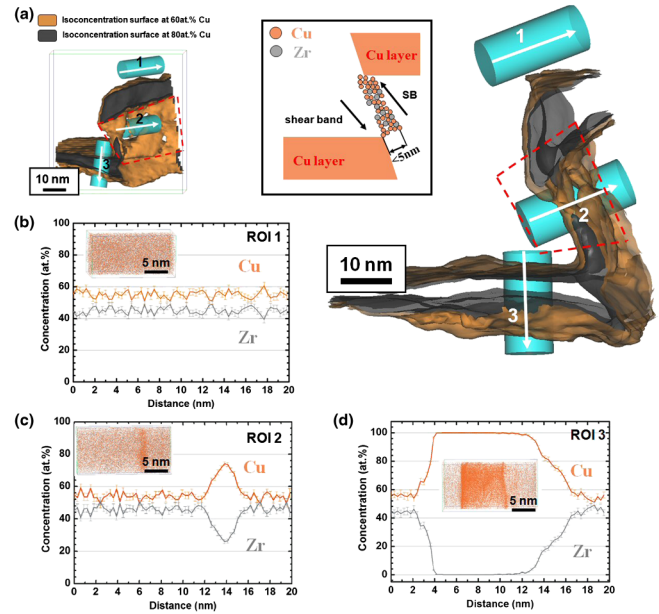 (a)
Isoconcentration surface at 60at.% Cu
Isoconcentration surface at 80at.% Cu
1
2
3
10 nm
Cu
Zr
Cu layer
SB
shear band
<5nm
Cu layer
1
2
3
10 nm
(b)
ROI 1
5 nm
Cu
Zr
Concentration (at.%)
100
80
60
40
20
0
0 2 4 6 8 10 12 14 16 18 20
Distance (nm)
(c)
ROI 2
5 nm
Cu
Zr
Concentration (at.%)
100
80
60
40
20
0
0 2 4 6 8 10 12 14 16 18 20
Distance (nm)
(d)
ROI 3
Cu
5 nm
Zr
Concentration (at.%)
100
80
60
40
20
0
0 2 4 6 8 10 12 14 16 18 20
Distance (nm)